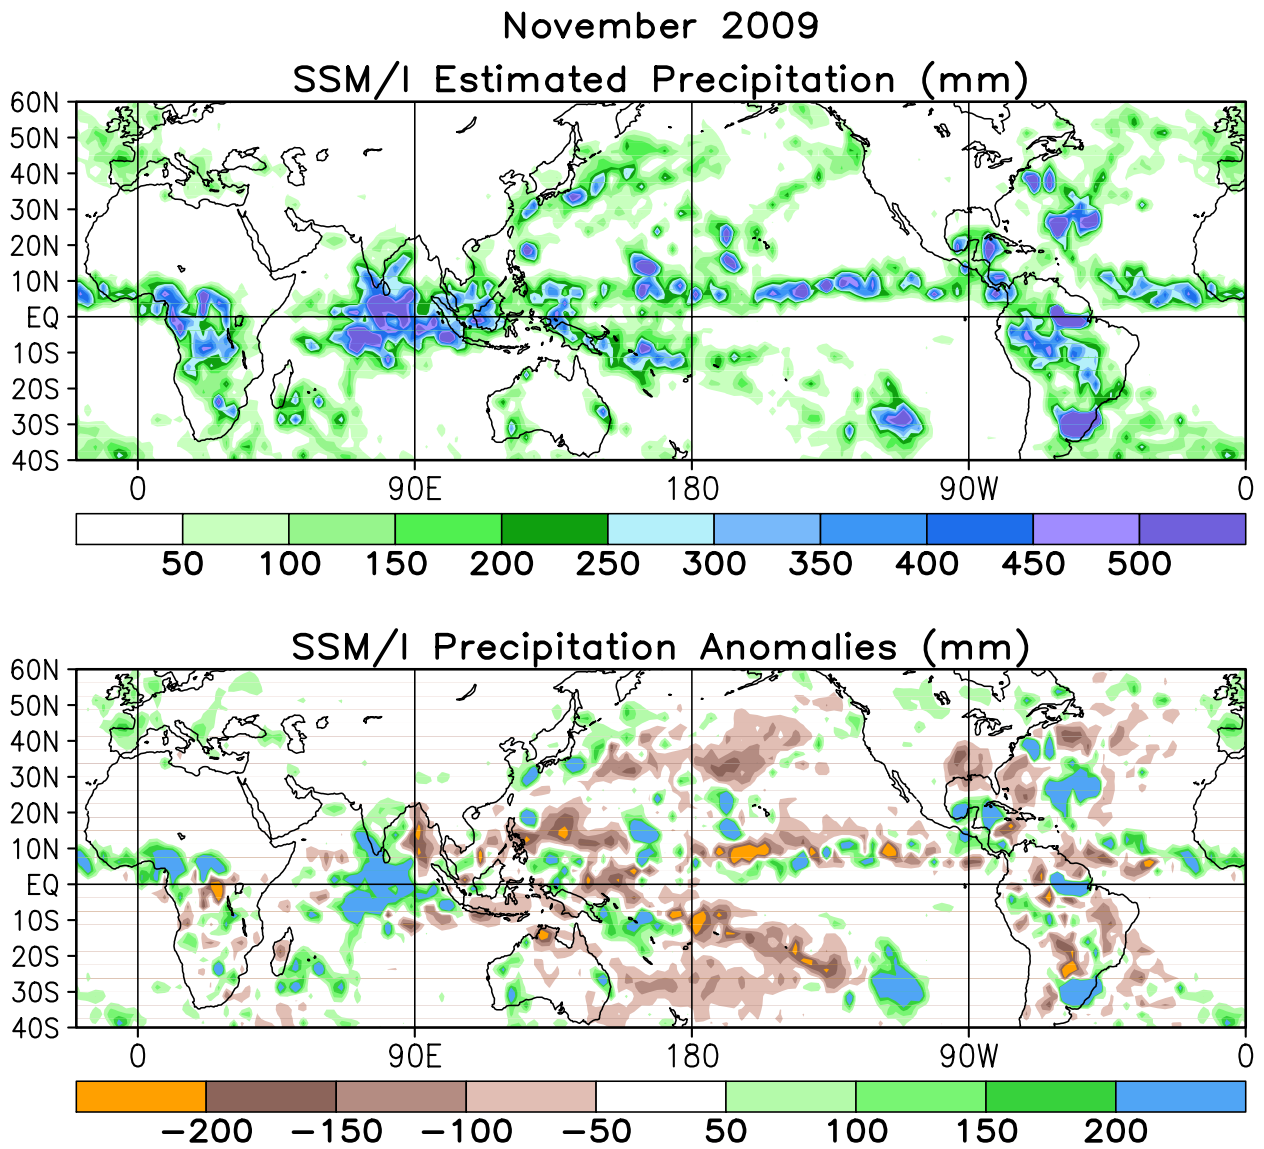 November 2009
SSM/I Estimated Precipitation (mm)
60N
50N
40N
30N
20N
10N
EQ
10S
20S
30S
40S
0 90E 180 90W 0
50 100 150 200 250 300 350 400 450 500
SSM/I Precipitation Anomalies (mm)
60N
50N
40N
30N
20N
10N
EQ
10S
20S
30S
40S
0 90E 180 90W 0
−200 −150 −100 −50 50 100 150 200